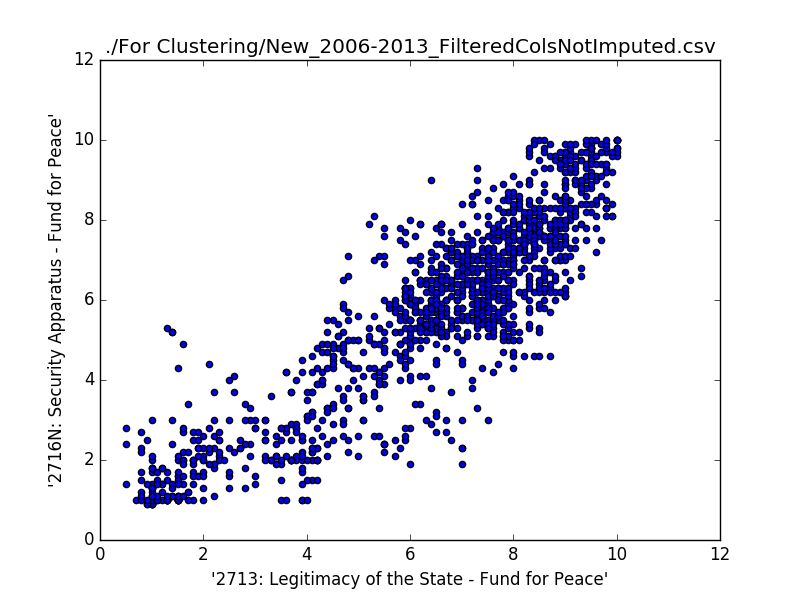 ./For Clustering/New_2006-2013_FilteredColsNotImputed.csv
12
10
8
6
4
2
0
'2716N: Security Apparatus - Fund for Peace'
0 2 4 6 8 10 12
'2713: Legitimacy of the State - Fund for Peace'